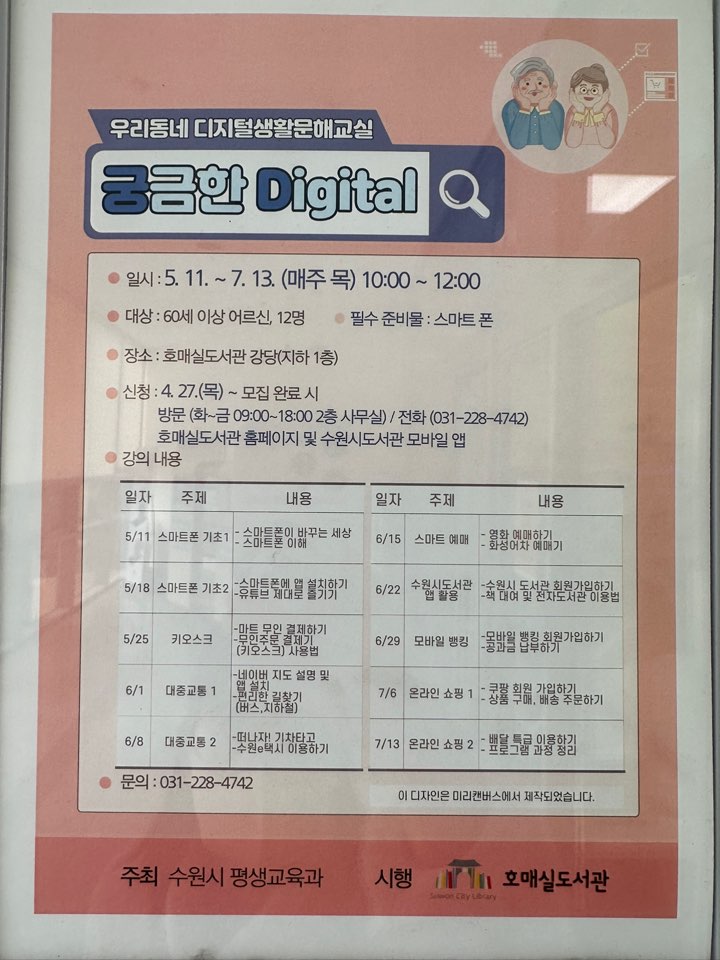 우리동네 디지털생활문해교실
궁금한 Digital
일시 : 5. 11. ~ 7. 13. (매주 목) 10:00 ~ 12:00
대상 : 60세 이상 어르신, 12명
필수 준비물 : 스마트 폰
장소 : 호매실도서관 강당(지하 1층)
신청 : 4. 27.(목) ~ 모집 완료 시
방문 (화~금 09:00~18:00 2층 사무실) / 전화 (031-228-4742)
호매실도서관 홈페이지 및 수원시도서관 모바일 앱
강의 내용
일자 주제 내용
5/11 스마트폰 기초1 - 스마트폰이 바꾸는 세상
- 스마트폰 이해
5/18 스마트폰 기초2 -스마트폰에 앱 설치하기
-유튜브 제대로 즐기기
5/25 키오스크 -마트 무인 결제하기
-무인주문 결제기
(키오스크) 사용법
6/1 대중교통 1 -네이버 지도 설명 및
앱 설치
-편리한 길찾기
(버스,지하철)
6/8 대중교통 2 -떠나자! 기차타고
-수원e택시 이용하기
일자 주제 내용
6/15 스마트 예매 - 영화 예매하기
- 화성어차 예매기
6/22 수원시도서관
앱 활용
-수원시 도서관 회원가입하기
-책 대여 및 전자도서관 이용법
6/29 모바일 뱅킹 -모바일 뱅킹 회원가입하기
-공과금 납부하기
7/6 온라인 쇼핑 1 - 쿠팡 회원 가입하기
- 상품 구매, 배송 주문하기
7/13 온라인 쇼핑 2 - 배달 특급 이용하기
- 프로그램 과정 정리
문의 : 031-228-4742
이 디자인은 미리캔버스에서 제작되었습니다.
주최 수원시 평생교육과
시행 호매실도서관
Suwon City Library